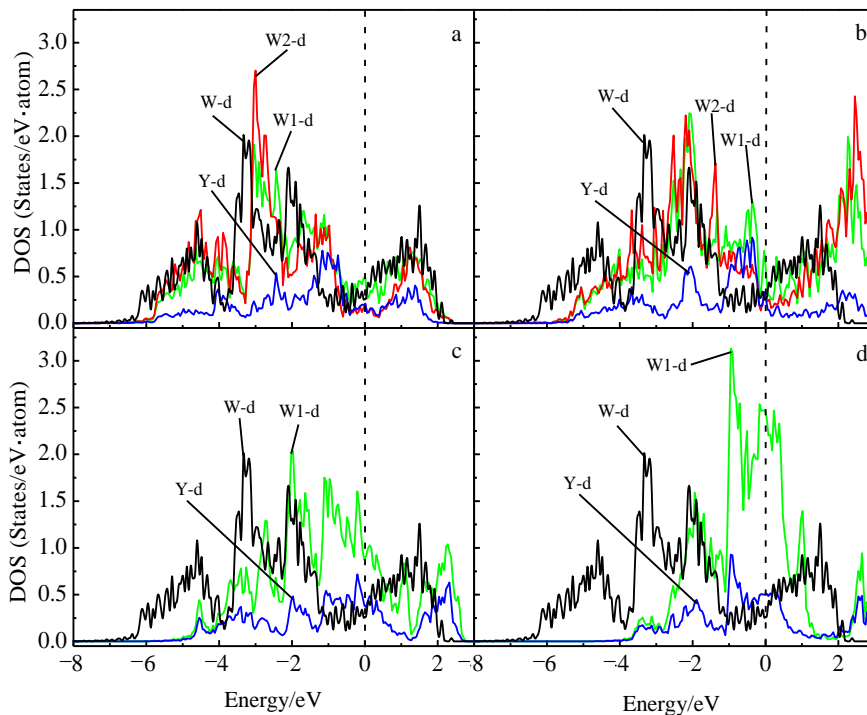 a
b
W2-d
W-d
W1-d
Y-d
W-d
W2-d
W1-d
Y-d
DOS (States/eV·atom)
3.0
2.5
2.0
1.5
1.0
0.5
0.0
c
d
W-d
W1-d
Y-d
W1-d
W-d
Y-d
DOS (States/eV·atom)
3.0
2.5
2.0
1.5
1.0
0.5
0.0
−8 −6 −4 −2 0 2 −8 −6 −4 −2 0 2
Energy/eV Energy/eV